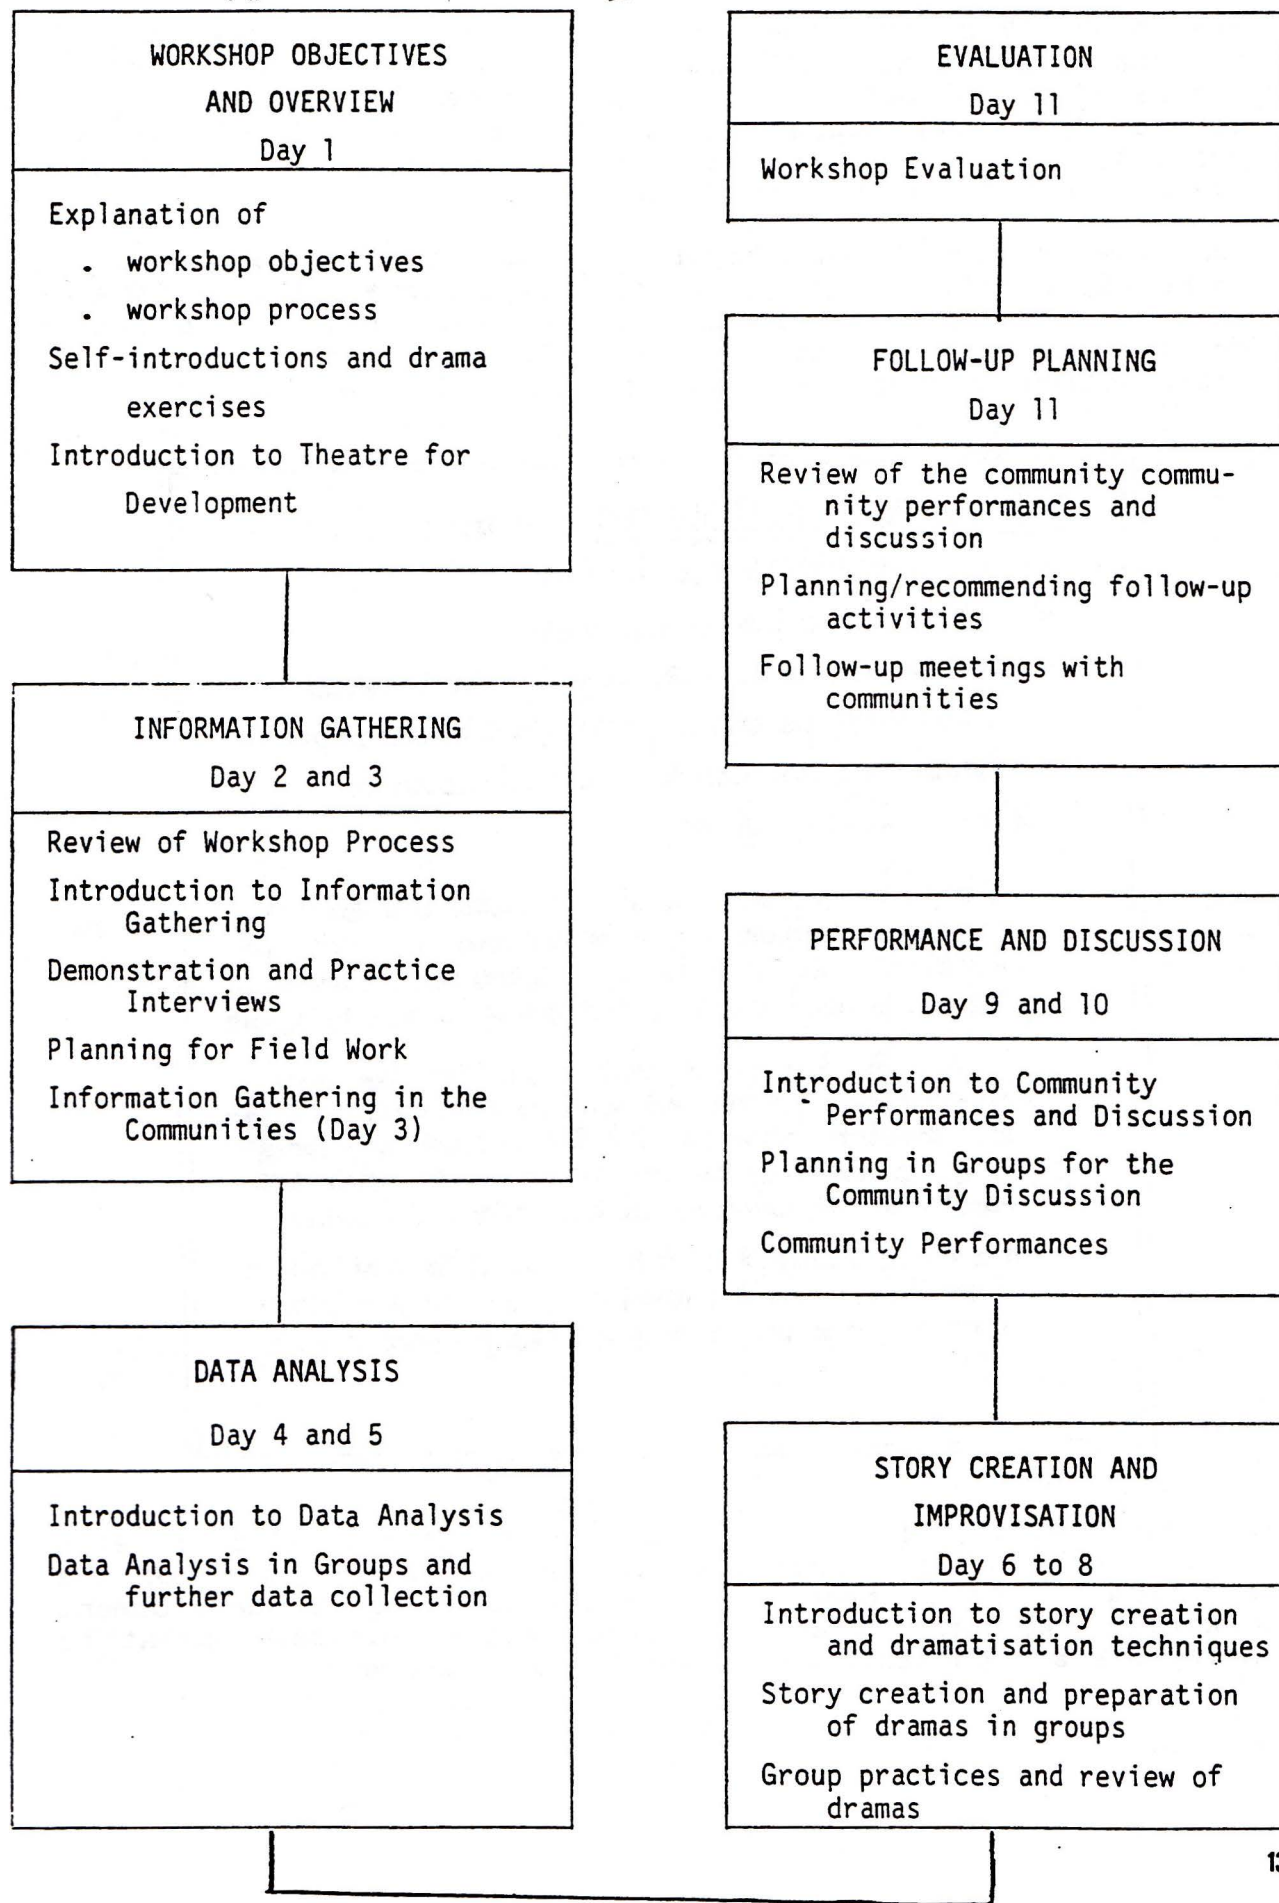 WORKSHOP OBJECTIVES
AND OVERVIEW
Day 1
Explanation of
. workshop objectives
. workshop process
Self-introductions and drama
exercises
Introduction to Theatre for
Development
INFORMATION GATHERING
Day 2 and 3
Review of Workshop Process
Introduction to Information
Gathering
Demonstration and Practice
Interviews
Planning for Field Work
Information Gathering in the
Communities (Day 3)
DATA ANALYSIS
Day 4 and 5
Introduction to Data Analysis
Data Analysis in Groups and
further data collection
EVALUATION
Day 11
Workshop Evaluation
FOLLOW-UP PLANNING
Day 11
Review of the community commu-
nity performances and
discussion
Planning/recommending follow-up
activities
Follow-up meetings with
communities
PERFORMANCE AND DISCUSSION
Day 9 and 10
Introduction to Community
Performances and Discussion
Planning in Groups for the
Community Discussion
Community Performances
STORY CREATION AND
IMPROVISATION
Day 6 to 8
Introduction to story creation
and dramatisation techniques
Story creation and preparation
of dramas in groups
Group practices and review of
dramas